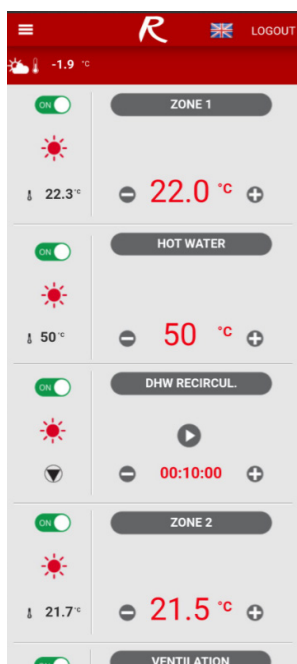 R LOGOUT
-1.9 °C
ON ZONE 1
22.3°C 22.0 °C
ON HOT WATER
50°C 50 °C
ON DHW RECIRCUL.
00:10:00
ON ZONE 2
21.7°C 21.5 °C
VENTILATION